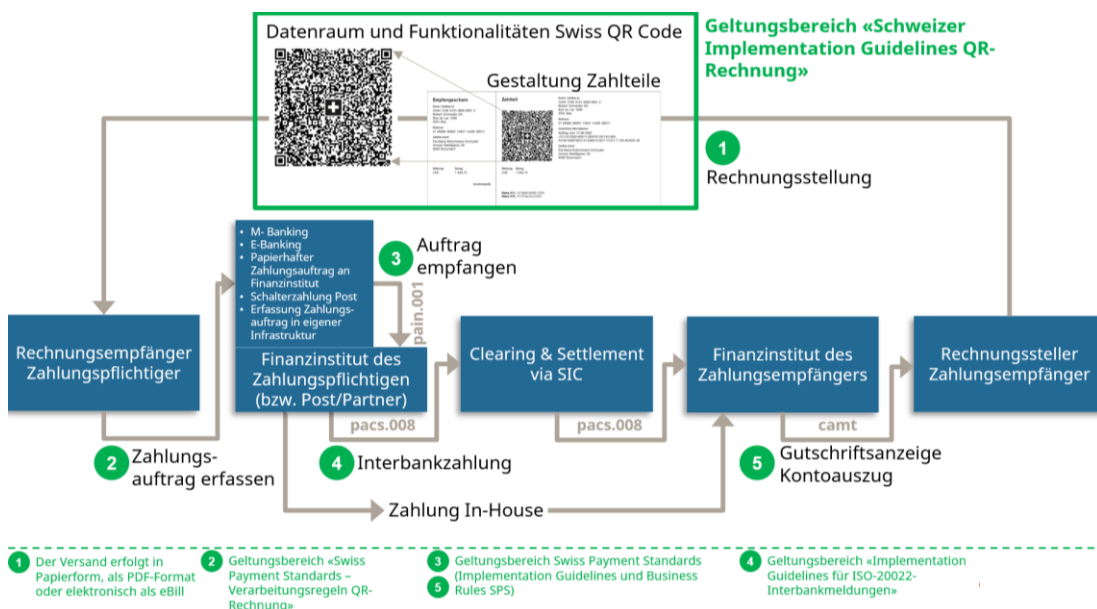 Datenraum und Funktionalitäten Swiss QR Code
Gestaltung Zahlteile
Empfangsschein
Zahlteil
Geltungsbereich «Schweizer
Implementation Guidelines QR-
Rechnung»
1
Rechnungsstellung
• M- Banking
• E-Banking
• Papierhafter
Zahlungsauftrag an
Finanzinstitut
• Schalterzahlung Post
• Erfassung Zahlungs-
auftrag in eigener
Infrastruktur
3
Auftrag
empfangen
pain.001
Rechnungsempfänger
Zahlungspflichtiger
Finanzinstitut des
Zahlungspflichtigen
(bzw. Post/Partner)
Clearing & Settlement
via SIC
Finanzinstitut des
Zahlungsempfängers
Rechnungssteller
Zahlungsempfänger
pacs.008
pacs.008
camt
2
Zahlungs-
auftrag erfassen
4
Interbankzahlung
5
Gutschriftsanzeige
Kontoauszug
Zahlung In-House
1
Der Versand erfolgt in
Papierform, als PDF-Format
oder elektronisch als eBill
2
Geltungsbereich «Swiss
Payment Standards –
Verarbeitungsregeln QR-
Rechnung»
3
5
Geltungsbereich Swiss Payment Standards
(Implementation Guidelines und Business
Rules SPS)
4
Geltungsbereich «Implementation
Guidelines für ISO-20022-
Interbankmeldungen»